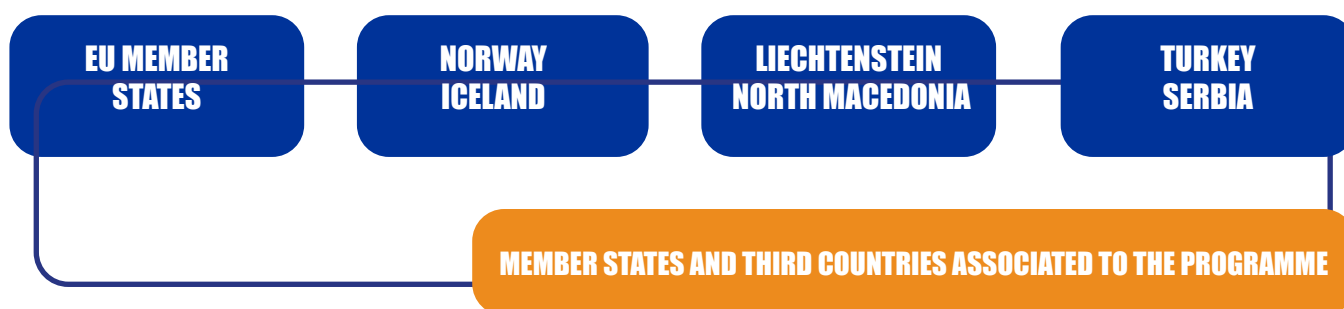 EU MEMBER
STATES
NORWAY
ICELAND
LIECHTENSTEIN
NORTH MACEDONIA
TURKEY
SERBIA
MEMBER STATES AND THIRD COUNTRIES ASSOCIATED TO THE PROGRAMME